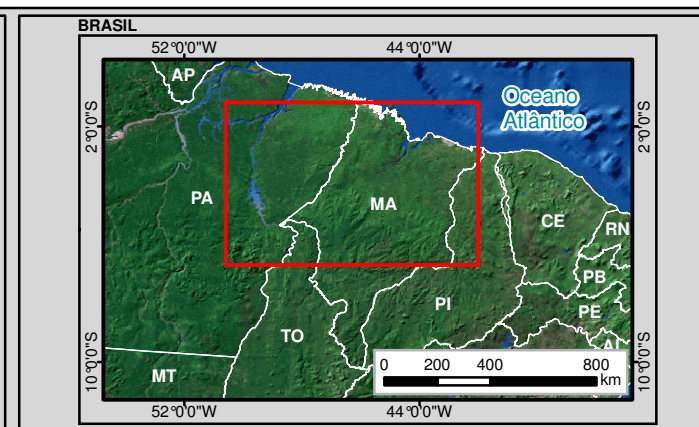 BRASIL
52°0'0"W 44°0'0"W
AP
Oceano
Atlântico
2°0'0"S 2°0'0"S
PA
MA
CE
RN
PB
PI
PE
TO
AL
MT
0 200 400 800
km
10°0'0"S 10°0'0"S
52°0'0"W 44°0'0"W